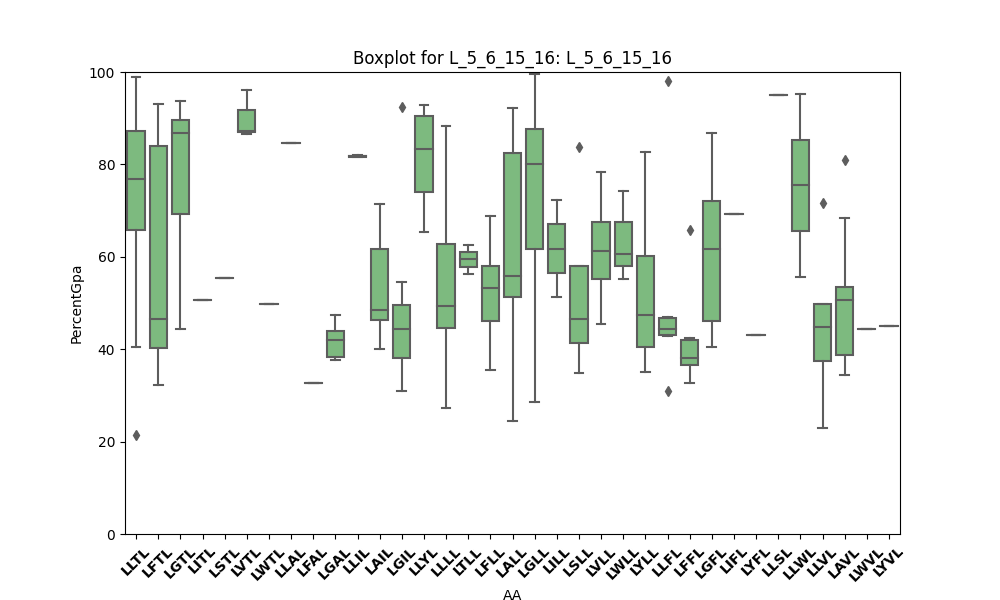 Boxplot for L_5_6_15_16: L_5_6_15_16
PercentGpa
100
80
60
40
20
0
LLTL LFTL LGTL LITL LSTL LVTL LWTL LLAL LFAL LGAL LLIL LAIL LGIL LLYL LLLL LTLL LFLL LALL LGLL LILL LSLL LVLL LWLL LYLL LLFL LFFL LGFL LIFL LYFL LLSL LLWL LLVL LAVL LWVL LYVL
AA